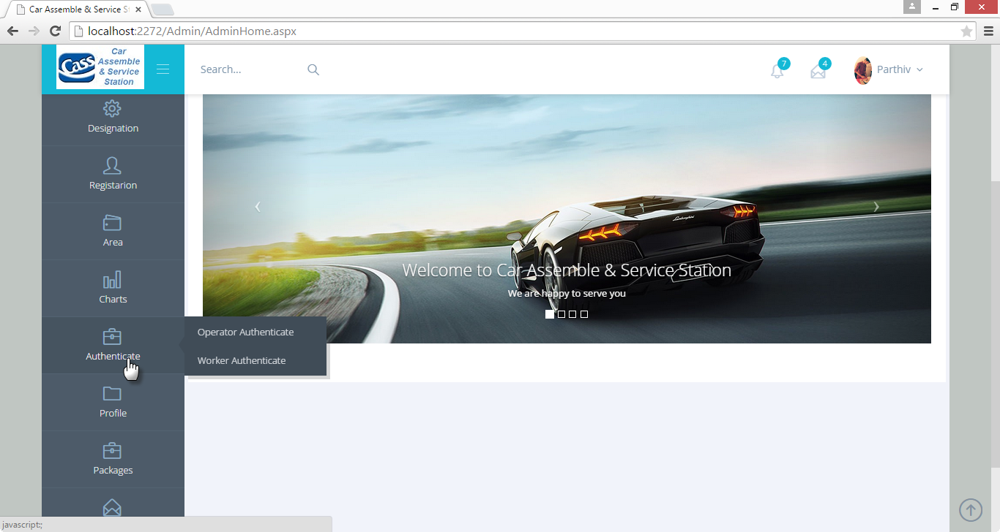 Car Assemble & Service St
localhost:2272/Admin/AdminHome.aspx
Cass
Car
Assemble
& Service
Station
Search...
7
4
Parthiv
Designation
Registarion
Area
Charts
Authenticate
Operator Authenticate
Worker Authenticate
Profile
Packages
Lamborghini
Welcome to Car Assemble & Service Station
We are happy to serve you
javascript:;